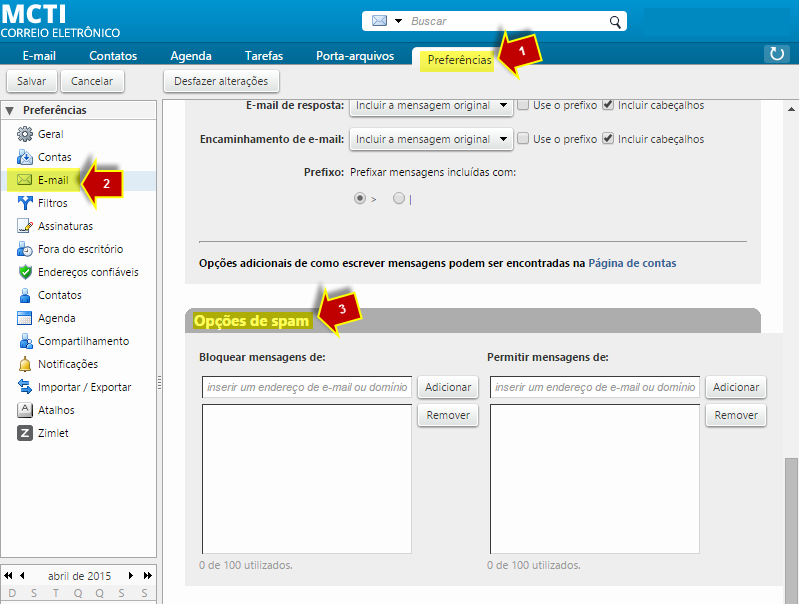 MCTI
CORREIO ELETRÔNICO
Buscar
E-mail Contatos Agenda Tarefas Porta-arquivos Preferências
1
Salvar Cancelar Desfazer alterações
Preferências
Geral
Contas
E-mail
2
Filtros
Assinaturas
Fora do escritório
Endereços confiáveis
Contatos
Agenda
Compartilhamento
Notificações
Importar / Exportar
Atalhos
Zimlet
abril de 2015
D S T Q Q S S
E-mail de resposta: Incluir a mensagem original Use o prefixo Incluir cabeçalhos
Encaminhamento de e-mail: Incluir a mensagem original Use o prefixo Incluir cabeçalhos
Prefixo: Prefixar mensagens incluídas com:
> |
Opções adicionais de como escrever mensagens podem ser encontradas na Página de contas
Opções de spam
3
Bloquear mensagens de: Permitir mensagens de:
inserir um endereço de e-mail ou domínio Adicionar inserir um endereço de e-mail ou domínio Adicionar
Remover Remover
0 de 100 utilizados. 0 de 100 utilizados.